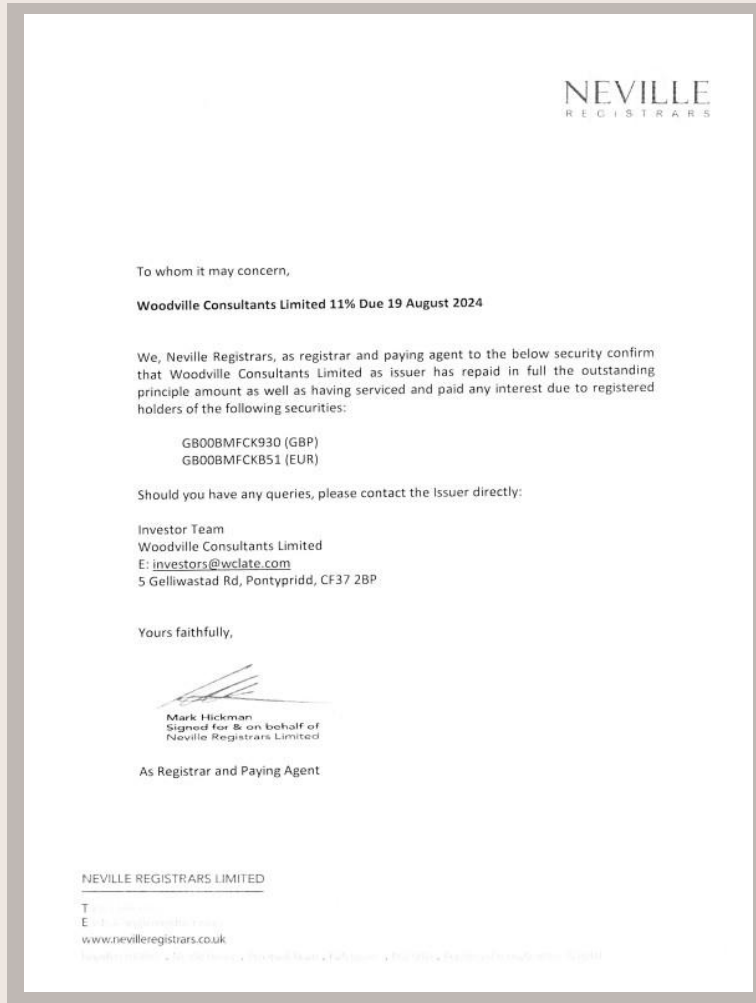 NEVILLE
REGISTRARS
To whom it may concern,
Woodville Consultants Limited 11% Due 19 August 2024
We, Neville Registrars, as registrar and paying agent to the below security confirm
that Woodville Consultants Limited as issuer has repaid in full the outstanding
principle amount as well as having serviced and paid any interest due to registered
holders of the following securities:
GB00BMFCK930 (GBP)
GB00BMFCKB51 (EUR)
Should you have any queries, please contact the Issuer directly:
Investor Team
Woodville Consultants Limited
E: investors@wclate.com
5 Gelliwastad Rd, Pontypridd, CF37 2BP
Yours faithfully,
Mark Hickman
Signed for & on behalf of
Neville Registrars Limited
As Registrar and Paying Agent
NEVILLE REGISTRARS LIMITED
T
E
www.nevilleregistrars.co.uk